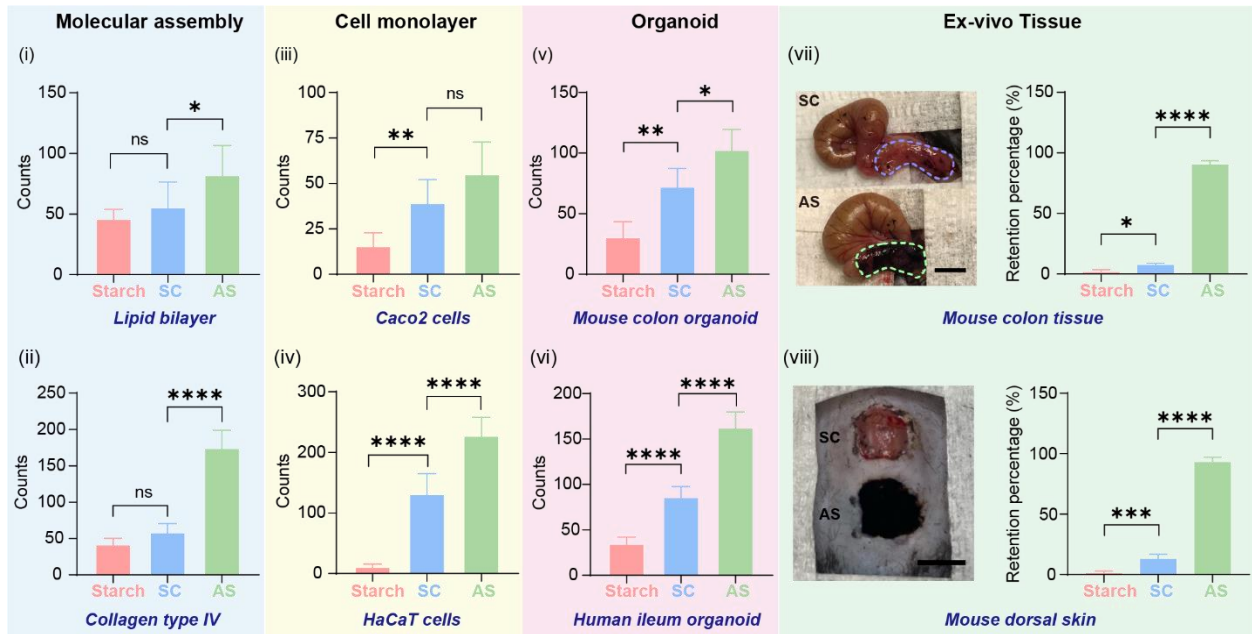 Molecular assembly
Cell monolayer
Organoid
Ex-vivo Tissue
(i)
Counts
150
100
50
0
ns
*
Starch SC AS
Lipid bilayer
(ii)
Counts
250
200
150
100
50
0
ns
****
Starch SC AS
Collagen type IV
(iii)
Counts
100
75
50
25
0
**
ns
Starch SC AS
Caco2 cells
(iv)
Counts
300
200
100
0
****
****
Starch SC AS
HaCaT cells
(v)
Counts
150
100
50
0
**
*
Starch SC AS
Mouse colon organoid
(vi)
Counts
200
150
100
50
0
****
****
Starch SC AS
Human ileum organoid
(vii)
SC
AS
Retention percentage (%)
150
100
50
0
*
****
Starch SC AS
Mouse colon tissue
(viii)
SC
AS
Retention percentage (%)
150
100
50
0
***
****
Starch SC AS
Mouse dorsal skin